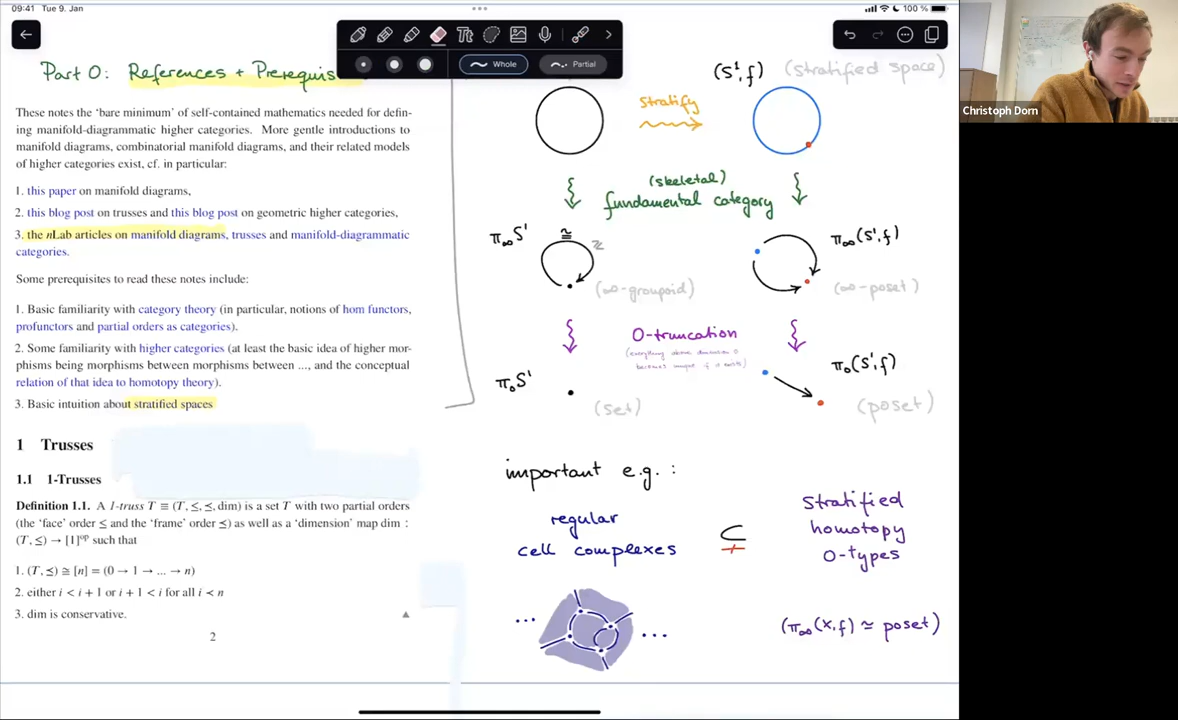 09:41 Tue 9. Jan
100 %
Whole
Partial
Christoph Dorn
Part 0: References + Prerequis
These notes the 'bare minimum' of self-contained mathematics needed for defin-
ing manifold-diagrammatic higher categories. More gentle introductions to
manifold diagrams, combinatorial manifold diagrams, and their related models
of higher categories exist, cf. in particular:
1. this paper on manifold diagrams,
2. this blog post on trusses and this blog post on geometric higher categories,
3. the nLab articles on manifold diagrams, trusses and manifold-diagrammatic
categories.
Some prerequisites to read these notes include:
1. Basic familiarity with category theory (in particular, notions of hom functors,
profunctors and partial orders as categories).
2. Some familiarity with higher categories (at least the basic idea of higher mor-
phisms being morphisms between morphisms between ..., and the conceptual
relation of that idea to homotopy theory).
3. Basic intuition about stratified spaces
1 Trusses
1.1 1-Trusses
Definition 1.1. A 1-truss T ≡ (T, ≤, ⪯, dim) is a set T with two partial orders
(the 'face' order ≤ and the 'frame' order ⪯) as well as a 'dimension' map dim :
(T, ≤) → [1]ᵒᵖ such that
1. (T, ⪯) ≅ [n] = (0 → 1 → ... → n)
2. either i < i + 1 or i + 1 < i for all i ≺ n
3. dim is conservative. ▲
2
(S¹, f) (stratified space)
stratify
(skeletal)
fundamental category
π∞S¹ ≅ ℤ
(∞-groupoid)
π∞(S¹, f)
(∞-poset)
0-truncation
(everything above dimension 0
becomes unique if it exists)
π₀S¹
(set)
π₀(S¹, f)
(poset)
important e.g. :
regular
cell complexes
⊊
stratified
homotopy
0-types
... ...
(π∞(X, f) ≃ poset)